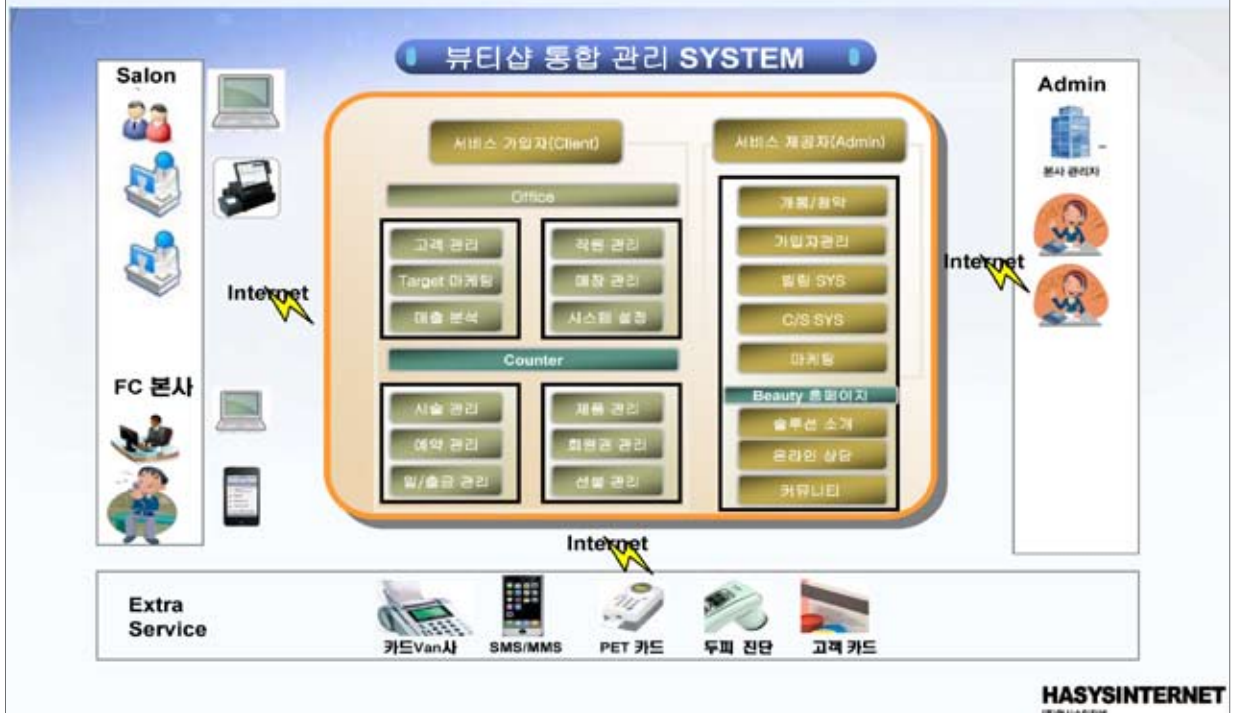 뷰티샵 통합 관리 SYSTEM
Salon
FC 본사
Internet
서비스 가입자(Client)
Office
고객 관리
Target 마케팅
매출 분석
직원 관리
매장 관리
시스템 설정
Counter
시술 관리
예약 관리
입/출금 관리
제품 관리
회원권 관리
선불 관리
서비스 제공자(Admin)
개통/청약
가입자관리
빌링 SYS
C/S SYS
마케팅
Beauty 홈페이지
솔루션 소개
온라인 상담
커뮤니티
Internet
Admin
본사 관리자
Internet
Extra
Service
카드Van사
SMS/MMS
PET 카드
두피 진단
고객 카드
HASYSINTERNET